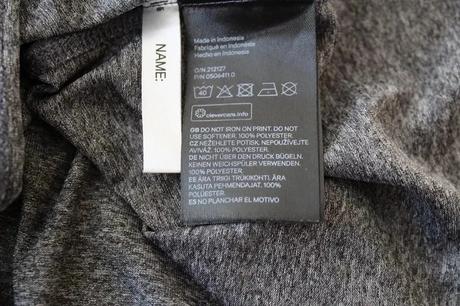 NAME:
Made in Indonesia
Fabriqué en Indonésie
Hecho en Indonesia
O/N 212127
P/N 0506411.0
40
clevercare.info
GB DO NOT IRON ON PRINT. DO NOT
USE SOFTENER. 100% POLYESTER.
CZ NEŽEHLETE POTISK. NEPOUŽÍVEJTE
AVIVÁŽ. 100% POLYESTER.
DE NICHT ÜBER DEN DRUCK BÜGELN.
KEINEN WEICHSPÜLER VERWENDEN.
100% POLYESTER.
EE ÄRA TRIIGI TRÜKIKOHTI. ÄRA
KASUTA PEHMENDAJAT. 100%
POLÜESTER.
ES NO PLANCHAR EL MOTIVO